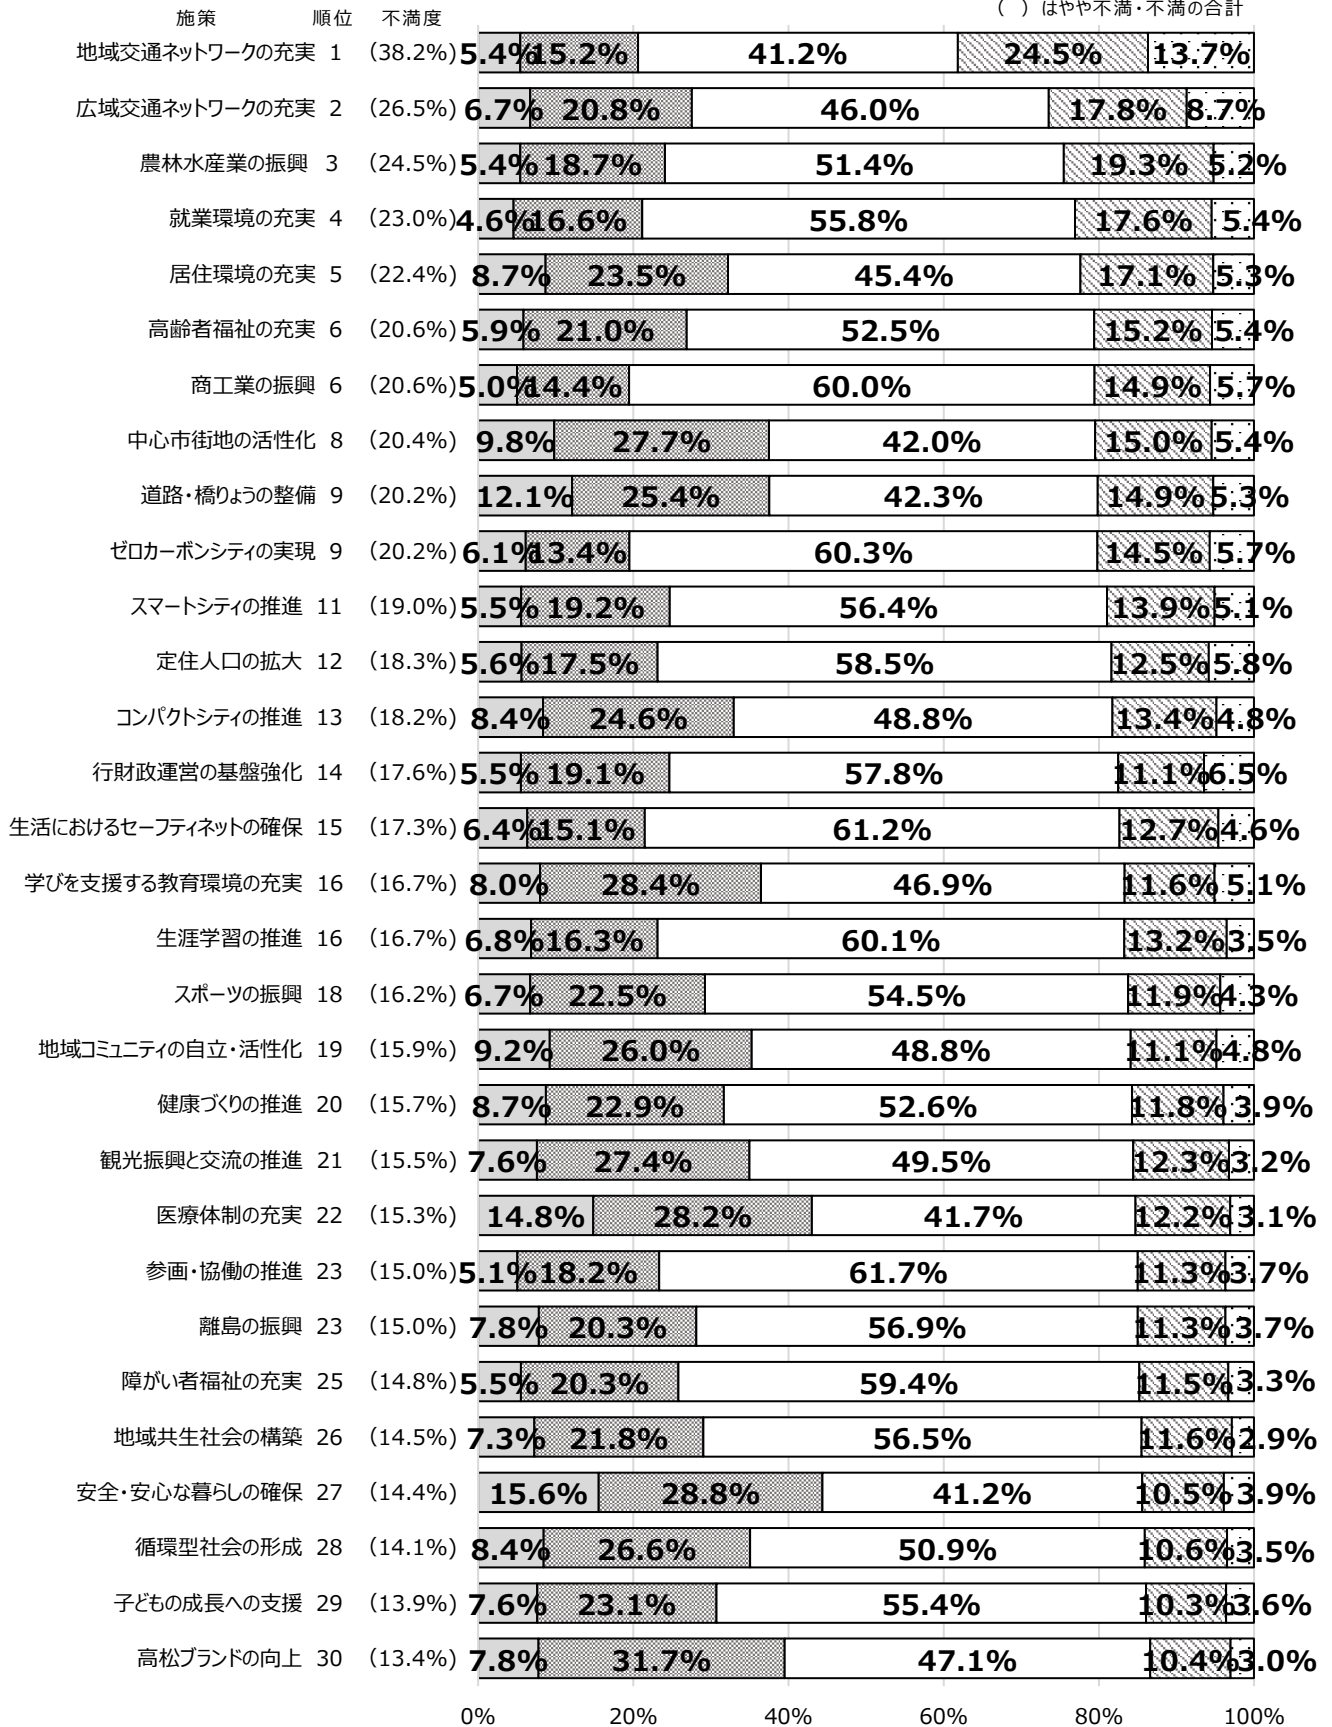 （　）はやや不満・不満の合計
施策 順位 不満度
地域交通ネットワークの充実 1 (38.2%) 5.4% 15.2% 41.2% 24.5% 13.7%
広域交通ネットワークの充実 2 (26.5%) 6.7% 20.8% 46.0% 17.8% 8.7%
農林水産業の振興 3 (24.5%) 5.4% 18.7% 51.4% 19.3% 5.2%
就業環境の充実 4 (23.0%) 4.6% 16.6% 55.8% 17.6% 5.4%
居住環境の充実 5 (22.4%) 8.7% 23.5% 45.4% 17.1% 5.3%
高齢者福祉の充実 6 (20.6%) 5.9% 21.0% 52.5% 15.2% 5.4%
商工業の振興 6 (20.6%) 5.0% 14.4% 60.0% 14.9% 5.7%
中心市街地の活性化 8 (20.4%) 9.8% 27.7% 42.0% 15.0% 5.4%
道路・橋りょうの整備 9 (20.2%) 12.1% 25.4% 42.3% 14.9% 5.3%
ゼロカーボンシティの実現 9 (20.2%) 6.1% 13.4% 60.3% 14.5% 5.7%
スマートシティの推進 11 (19.0%) 5.5% 19.2% 56.4% 13.9% 5.1%
定住人口の拡大 12 (18.3%) 5.6% 17.5% 58.5% 12.5% 5.8%
コンパクトシティの推進 13 (18.2%) 8.4% 24.6% 48.8% 13.4% 4.8%
行財政運営の基盤強化 14 (17.6%) 5.5% 19.1% 57.8% 11.1% 6.5%
生活におけるセーフティネットの確保 15 (17.3%) 6.4% 15.1% 61.2% 12.7% 4.6%
学びを支援する教育環境の充実 16 (16.7%) 8.0% 28.4% 46.9% 11.6% 5.1%
生涯学習の推進 16 (16.7%) 6.8% 16.3% 60.1% 13.2% 3.5%
スポーツの振興 18 (16.2%) 6.7% 22.5% 54.5% 11.9% 4.3%
地域コミュニティの自立・活性化 19 (15.9%) 9.2% 26.0% 48.8% 11.1% 4.8%
健康づくりの推進 20 (15.7%) 8.7% 22.9% 52.6% 11.8% 3.9%
観光振興と交流の推進 21 (15.5%) 7.6% 27.4% 49.5% 12.3% 3.2%
医療体制の充実 22 (15.3%) 14.8% 28.2% 41.7% 12.2% 3.1%
参画・協働の推進 23 (15.0%) 5.1% 18.2% 61.7% 11.3% 3.7%
離島の振興 23 (15.0%) 7.8% 20.3% 56.9% 11.3% 3.7%
障がい者福祉の充実 25 (14.8%) 5.5% 20.3% 59.4% 11.5% 3.3%
地域共生社会の構築 26 (14.5%) 7.3% 21.8% 56.5% 11.6% 2.9%
安全・安心な暮らしの確保 27 (14.4%) 15.6% 28.8% 41.2% 10.5% 3.9%
循環型社会の形成 28 (14.1%) 8.4% 26.6% 50.9% 10.6% 3.5%
子どもの成長への支援 29 (13.9%) 7.6% 23.1% 55.4% 10.3% 3.6%
高松ブランドの向上 30 (13.4%) 7.8% 31.7% 47.1% 10.4% 3.0%
0% 20% 40% 60% 80% 100%